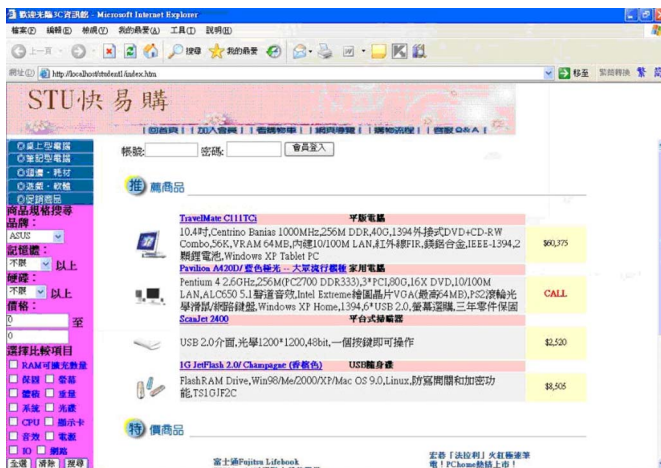 歡迎光臨3C資訊館 - Microsoft Internet Explorer
檔案(F) 編輯(E) 檢視(V) 我的最愛(A) 工具(T) 說明(H)
上一頁 搜尋 我的最愛
網址(D) http://localhost/student1/index.htm 移至 繁簡轉換 繁 简
STU快易購
|回首頁| |加入會員| |看購物車| |網頁導覽| |購物流程| |客服Q&A|
◎桌上型電腦
◎筆記型電腦
◎週邊‧耗材
◎遊戲‧軟體
◎促銷商品
帳號: 密碼: 會員登入
商品規格搜尋
品牌:
ASUS
記憶體:
不限 以上
硬碟:
不限 以上
價格:
0 至
0
選擇比較項目
RAM可擴充數量
保固 螢幕
體積 重量
系統 光碟
CPU 顯示卡
音效 電源
IO 網路
全選 清除 搜尋
推薦商品
TravelMate C111TCi 平版電腦
10.4吋,Centrino Banias 1000MHz,256M DDR,40G,1394外接式DVD+CD-RW
Combo,56K,VRAM 64MB,內建10/100M LAN,紅外線FIR,鎂鋁合金,IEEE-1394,2
顆鋰電池,Windows XP Tablet PC
$60,375
Pavilion A420D/ 藍色極光 -- 大眾流行機種 家用電腦
Pentium 4 2.6GHz,256M(PC2700 DDR333),3*PCI,80G,16X DVD,10/100M
LAN,ALC650 5.1聲道音效,Intel Extreme繪圖晶片VGA(最高64MB),PS2滾輪光
學滑鼠/網路鍵盤,Windows XP Home,1394,6*USB 2.0,螢幕選購,三年零件保固
CALL
ScanJet 2400 平台式掃瞄器
USB 2.0介面,光學1200*1200,48bit,一個按鍵即可操作
$2,520
1G JetFlash 2.0/ Champagne (香檳色) USB隨身碟
FlashRAM Drive,Win98/Me/2000/XP/Mac OS 9.0,Linux,防寫開關和加密功
能,TS1GJF2C
$8,505
特價商品
富士通Fujitsu Lifebook
宏碁「法拉利」火紅極速筆
電!PChome熱銷上市!